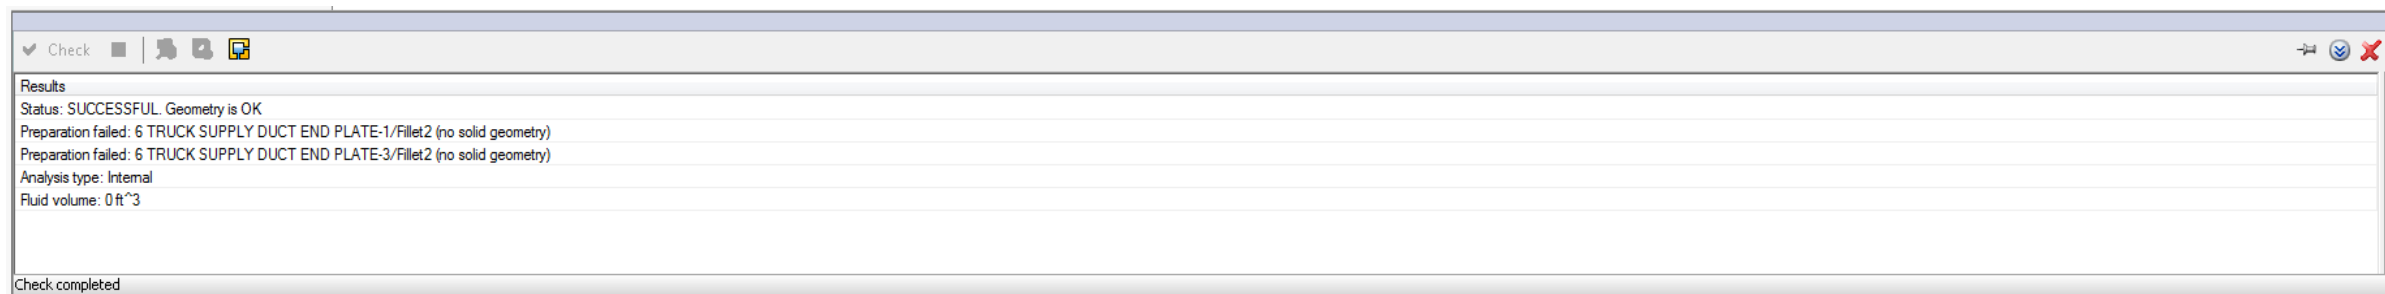 Check
Results
Status: SUCCESSFUL. Geometry is OK
Preparation failed: 6 TRUCK SUPPLY DUCT END PLATE-1/Fillet2 (no solid geometry)
Preparation failed: 6 TRUCK SUPPLY DUCT END PLATE-3/Fillet2 (no solid geometry)
Analysis type: Internal
Fluid volume: 0 ft^3
Check completed